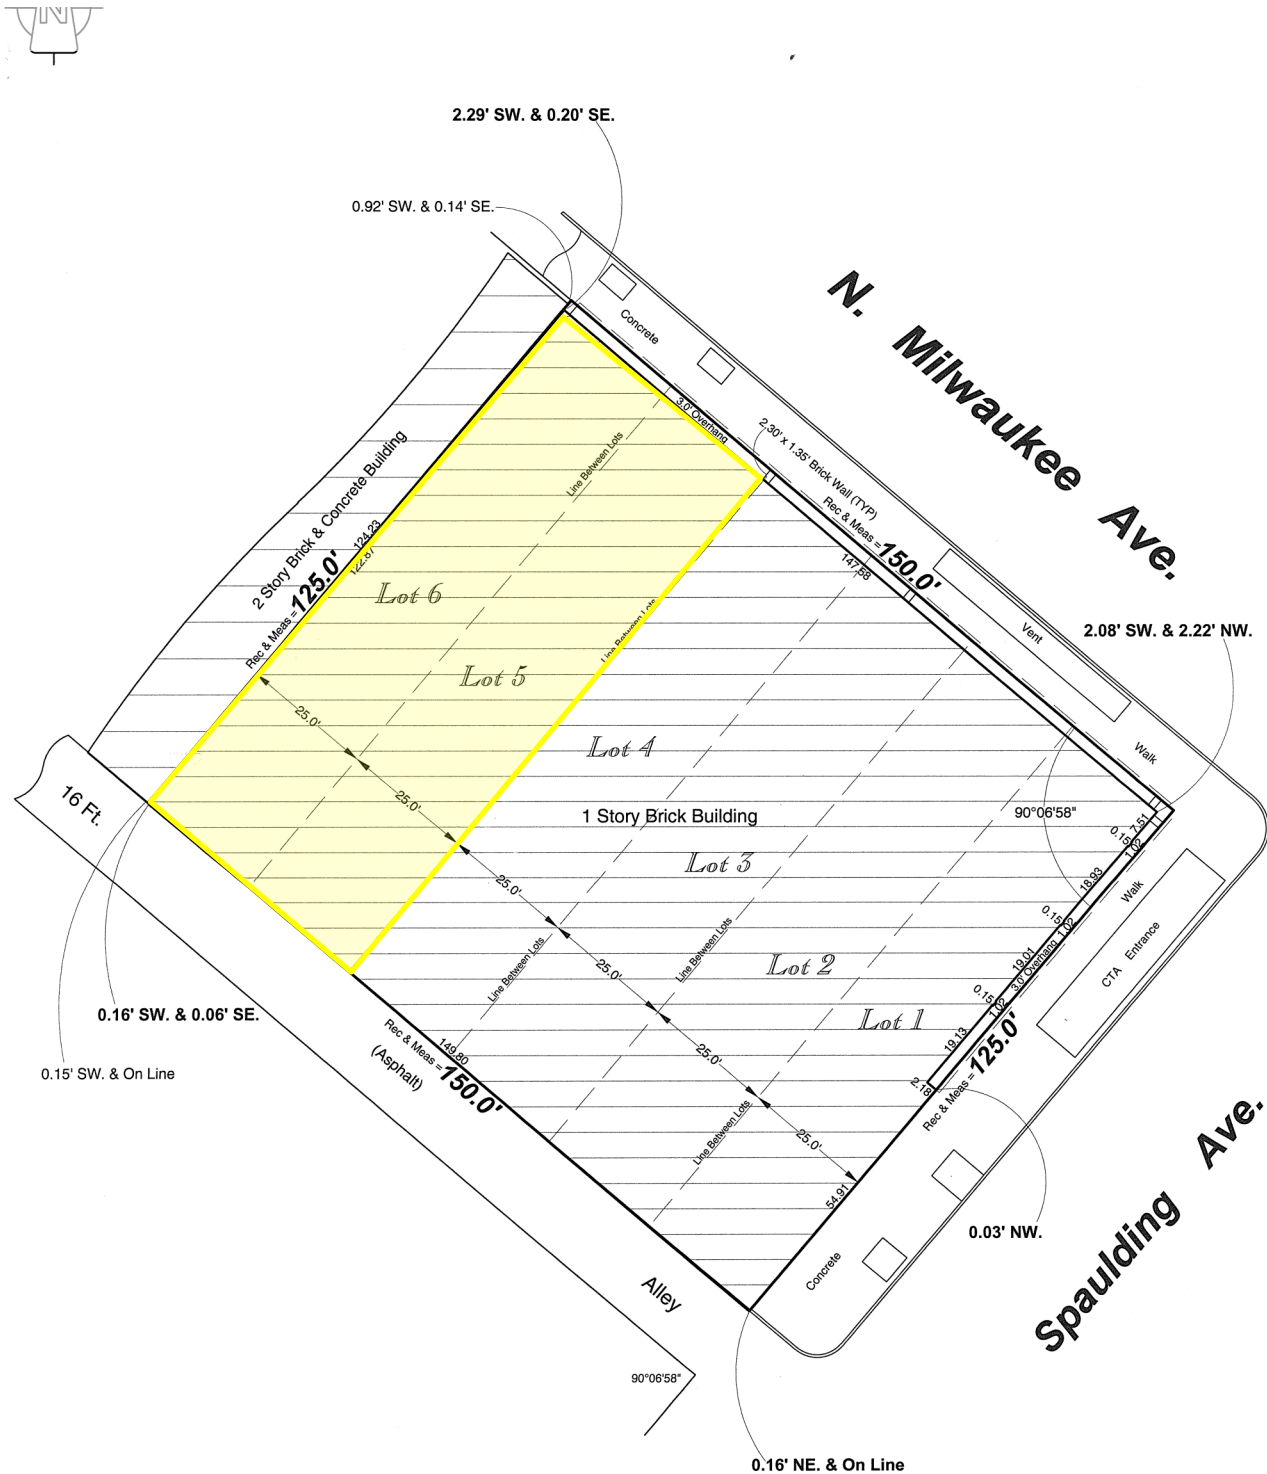 N
2.29' SW. & 0.20' SE.
0.92' SW. & 0.14' SE.
N. Milwaukee Ave.
Concrete
3.0' Overhang
2.30' x 1.35' Brick Wall (TYP)
Rec & Meas = 150.0'
147.58
Line Between Lots
2 Story Brick & Concrete Building
124.23
122.87
Rec & Meas = 125.0'
Lot 6
Line Between Lots
Lot 5
Vent
2.08' SW. & 2.22' NW.
25.0'
Lot 4
Walk
16 Ft.
25.0'
1 Story Brick Building
90°06'58"
7.51
0.15
1.02
Lot 3
25.0'
18.93
Walk
0.15
1.02
Line Between Lots
Line Between Lots
25.0'
Lot 2
19.01
3.0' Overhang
CTA Entrance
0.15
1.02
0.16' SW. & 0.06' SE.
Lot 1
19.13
Rec & Meas = 150.0'
149.80
(Asphalt)
25.0'
0.15' SW. & On Line
2.18
Rec & Meas = 125.0'
Line Between Lots
25.0'
54.91
Spaulding Ave.
0.03' NW.
Concrete
Alley
90°06'58"
0.16' NE. & On Line